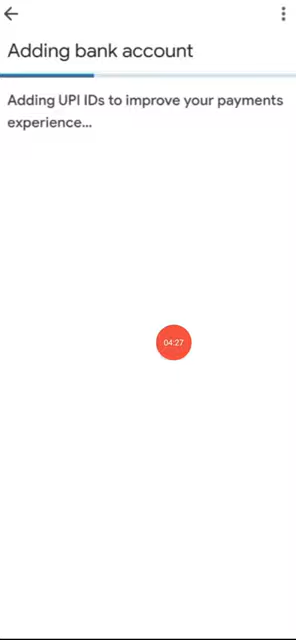 Adding bank account
Adding UPI IDs to improve your payments
experience...
04:27